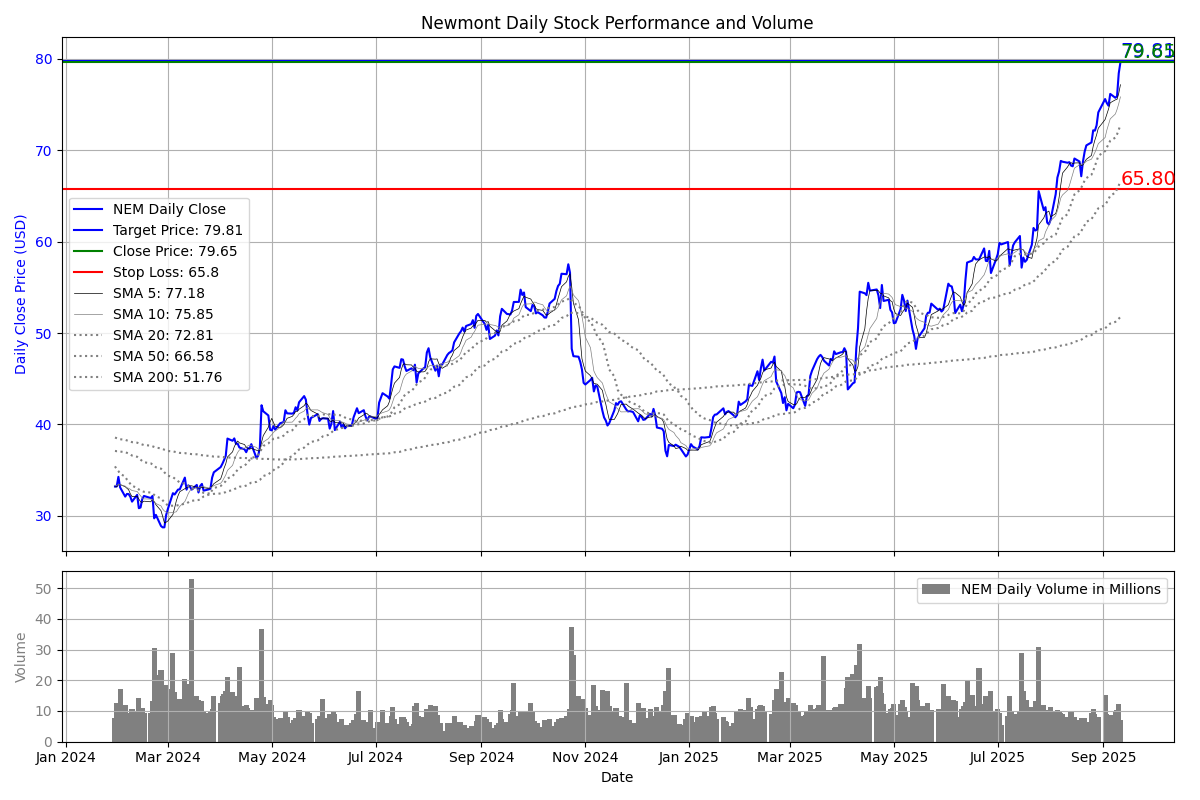 Newmont Daily Stock Performance and Volume
Daily Close Price (USD)
80
70
60
50
40
30
79.81
79.65
65.80
NEM Daily Close
Target Price: 79.81
Close Price: 79.65
Stop Loss: 65.8
SMA 5: 77.18
SMA 10: 75.85
SMA 20: 72.81
SMA 50: 66.58
SMA 200: 51.76
Volume
50
40
30
20
10
0
NEM Daily Volume in Millions
Jan 2024 Mar 2024 May 2024 Jul 2024 Sep 2024 Nov 2024 Jan 2025 Mar 2025 May 2025 Jul 2025 Sep 2025
Date